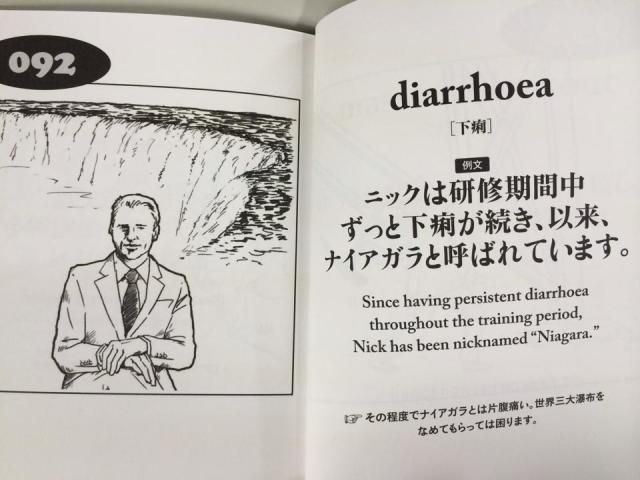 092
diarrhoea
[下痢]
例文
ニックは研修期間中
ずっと下痢が続き、以来、
ナイアガラと呼ばれています。
Since having persistent diarrhoea
throughout the training period,
Nick has been nicknamed “Niagara.”
☞ その程度でナイアガラとは片腹痛い。世界三大瀑布を
なめてもらっては困ります。